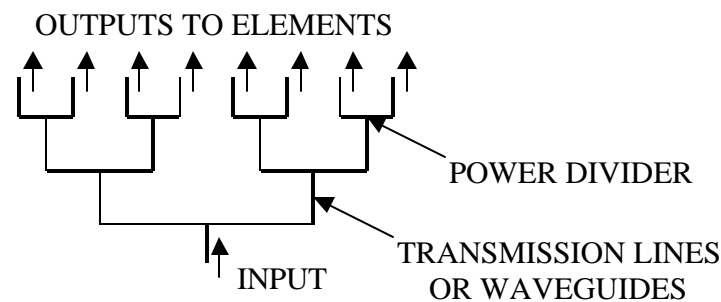 OUTPUTS TO ELEMENTS
POWER DIVIDER
TRANSMISSION LINES
OR WAVEGUIDES
INPUT